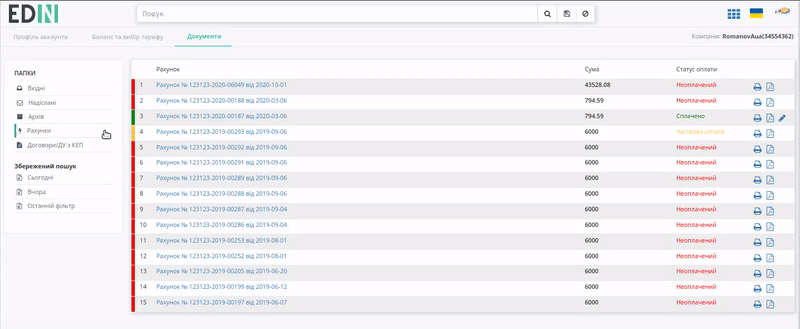 EDIN
Пошук
Профіль аккаунта
Баланс та вибір тарифу
Документи
Компанія: RomanovAua(34554362)
ПАПКИ
Вхідні
Надіслані
Архів
Рахунки
Договори/ДУ з КЕП
Збережений пошук
Сьогодні
Вчора
Останній фільтр
Рахунок Сума Статус оплати
1 Рахунок № 123123-2020-06049 від 2020-10-01 43528.08 Неоплачений
2 Рахунок № 123123-2020-00188 від 2020-03-06 794.59 Неоплачений
3 Рахунок № 123123-2020-00187 від 2020-03-06 794.59 Сплачено
4 Рахунок № 123123-2019-00293 від 2019-09-06 6000 Часткова оплата
5 Рахунок № 123123-2019-00292 від 2019-09-06 6000 Неоплачений
6 Рахунок № 123123-2019-00291 від 2019-09-06 6000 Неоплачений
7 Рахунок № 123123-2019-00289 від 2019-09-06 6000 Неоплачений
8 Рахунок № 123123-2019-00288 від 2019-09-06 6000 Неоплачений
9 Рахунок № 123123-2019-00287 від 2019-09-04 6000 Неоплачений
10 Рахунок № 123123-2019-00286 від 2019-09-04 6000 Неоплачений
11 Рахунок № 123123-2019-00253 від 2019-08-01 6000 Неоплачений
12 Рахунок № 123123-2019-00252 від 2019-08-01 6000 Неоплачений
13 Рахунок № 123123-2019-00205 від 2019-06-20 6000 Неоплачений
14 Рахунок № 123123-2019-00199 від 2019-06-12 6000 Неоплачений
15 Рахунок № 123123-2019-00197 від 2019-06-07 6000 Неоплачений